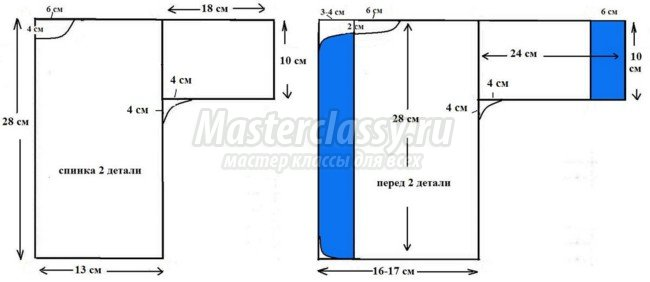 6 см
4 см
18 см
10 см
4 см
4 см
28 см
спинка 2 детали
13 см
3-4 см
6 см
2 см
6 см
24 см
10
см
4 см
4 см
28 см
перед 2 детали
16-17 см
Masterclassy.ru
мастер классы для всех